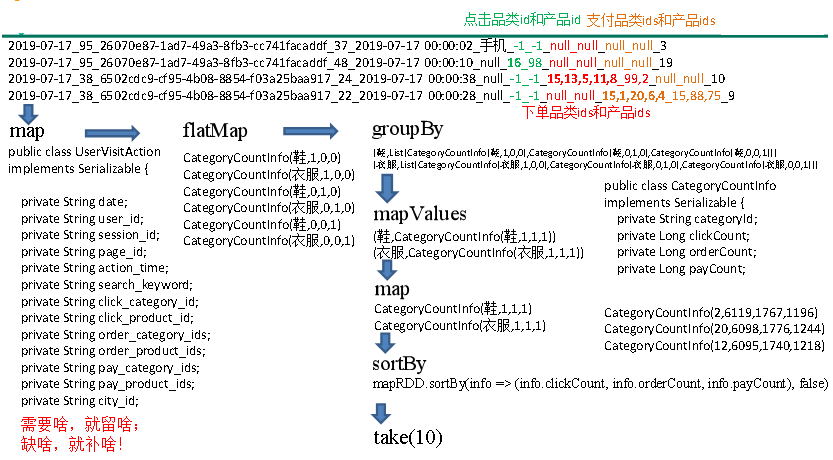 点击品类id和产品id 支付品类ids和产品ids
2019-07-17_95_26070e87-1ad7-49a3-8fb3-cc741facaddf_37_2019-07-17 00:00:02_手机_-1_-1_null_null_null_null_3
2019-07-17_95_26070e87-1ad7-49a3-8fb3-cc741facaddf_48_2019-07-17 00:00:10_null_16_98_null_null_null_null_19
2019-07-17_38_6502cdc9-cf95-4b08-8854-f03a25baa917_24_2019-07-17 00:00:38_null_-1_-1_15,13,5,11,8_99,2_null_null_10
2019-07-17_38_6502cdc9-cf95-4b08-8854-f03a25baa917_22_2019-07-17 00:00:28_null_-1_-1_null_null_15,1,20,6,4_15,88,75_9
下单品类ids和产品ids
map
public class UserVisitAction
implements Serializable {
private String date;
private String user_id;
private String session_id;
private String page_id;
private String action_time;
private String search_keyword;
private String click_category_id;
private String click_product_id;
private String order_category_ids;
private String order_product_ids;
private String pay_category_ids;
private String pay_product_ids;
private String city_id;
需要啥，就留啥；
缺啥，就补啥！
flatMap
CategoryCountInfo(鞋,1,0,0)
CategoryCountInfo(衣服,1,0,0)
CategoryCountInfo(鞋,0,1,0)
CategoryCountInfo(衣服,0,1,0)
CategoryCountInfo(鞋,0,0,1)
CategoryCountInfo(衣服,0,0,1)
groupBy
(鞋,List(CategoryCountInfo(鞋,1,0,0),CategoryCountInfo(鞋,0,1,0),CategoryCountInfo(鞋,0,0,1)))
(衣服,List(CategoryCountInfo(衣服,1,0,0),CategoryCountInfo(衣服,0,1,0),CategoryCountInfo(衣服,0,0,1)))
mapValues
(鞋,CategoryCountInfo(鞋,1,1,1))
(衣服,CategoryCountInfo(衣服,1,1,1))
map
CategoryCountInfo(鞋,1,1,1)
CategoryCountInfo(衣服,1,1,1)
public class CategoryCountInfo
implements Serializable {
private String categoryId;
private Long clickCount;
private Long orderCount;
private Long payCount;
CategoryCountInfo(2,6119,1767,1196)
CategoryCountInfo(20,6098,1776,1244)
CategoryCountInfo(12,6095,1740,1218)
sortBy
mapRDD.sortBy(info => (info.clickCount, info.orderCount, info.payCount), false)
take(10)